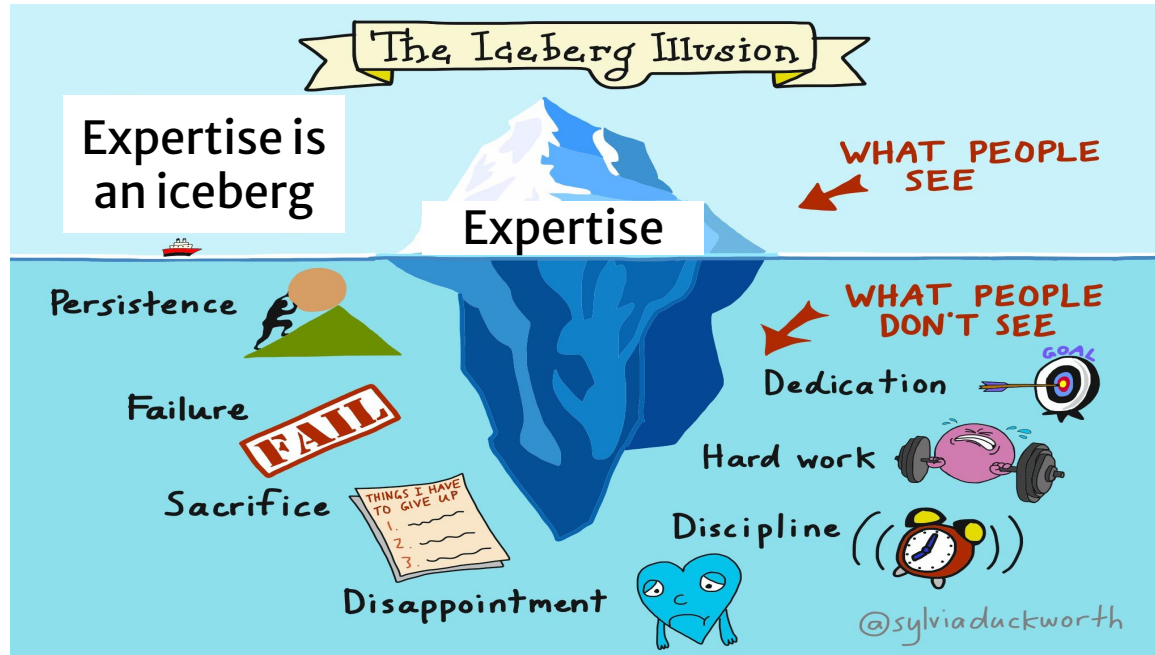 The Iceberg Illusion
Expertise is
an iceberg
WHAT PEOPLE
SEE
Expertise
Persistence
WHAT PEOPLE
DON'T SEE
GOAL
Dedication
Failure
FAIL
Hard work
Sacrifice
THINGS I HAVE
TO GIVE UP
1.
2.
3.
Discipline
Disappointment
@sylviaduckworth